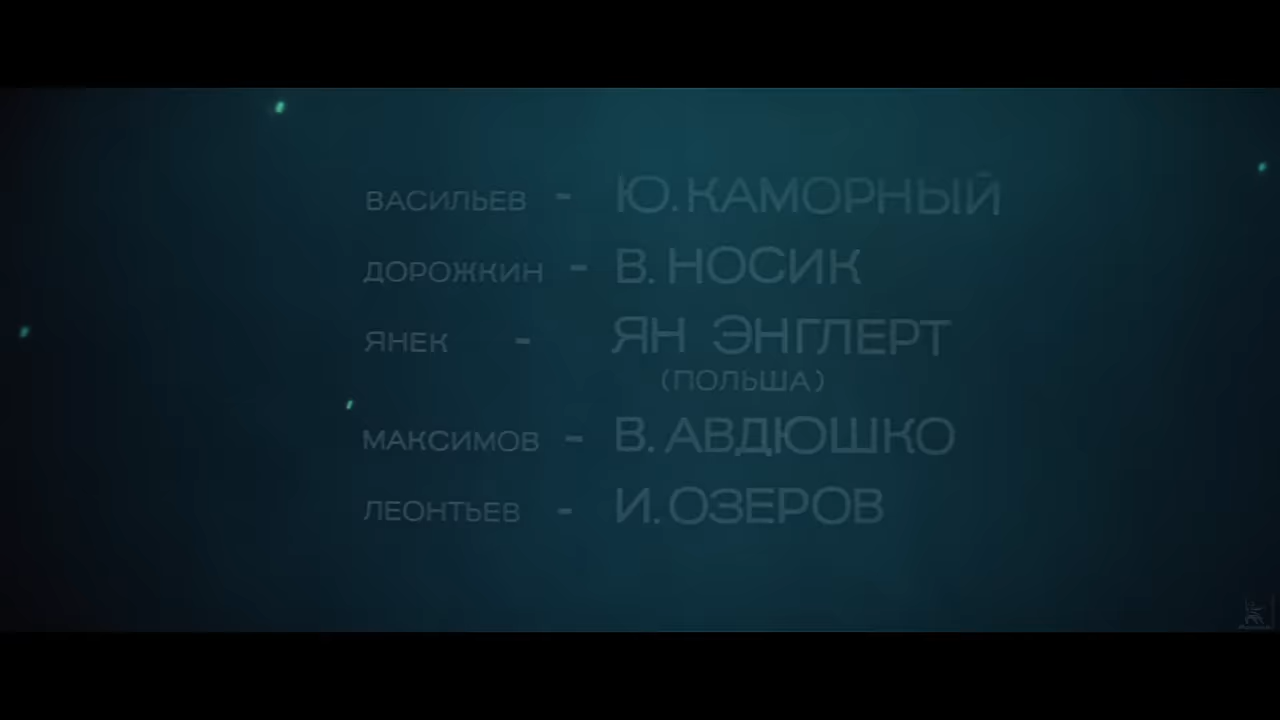 ВАСИЛЬЕВ - Ю. КАМОРНЫЙ
ДОРОЖКИН - В. НОСИК
ЯНЕК - ЯН ЭНГЛЕРТ
(ПОЛЬША)
МАКСИМОВ - В. АВДЮШКО
ЛЕОНТЬЕВ - И. ОЗЕРОВ